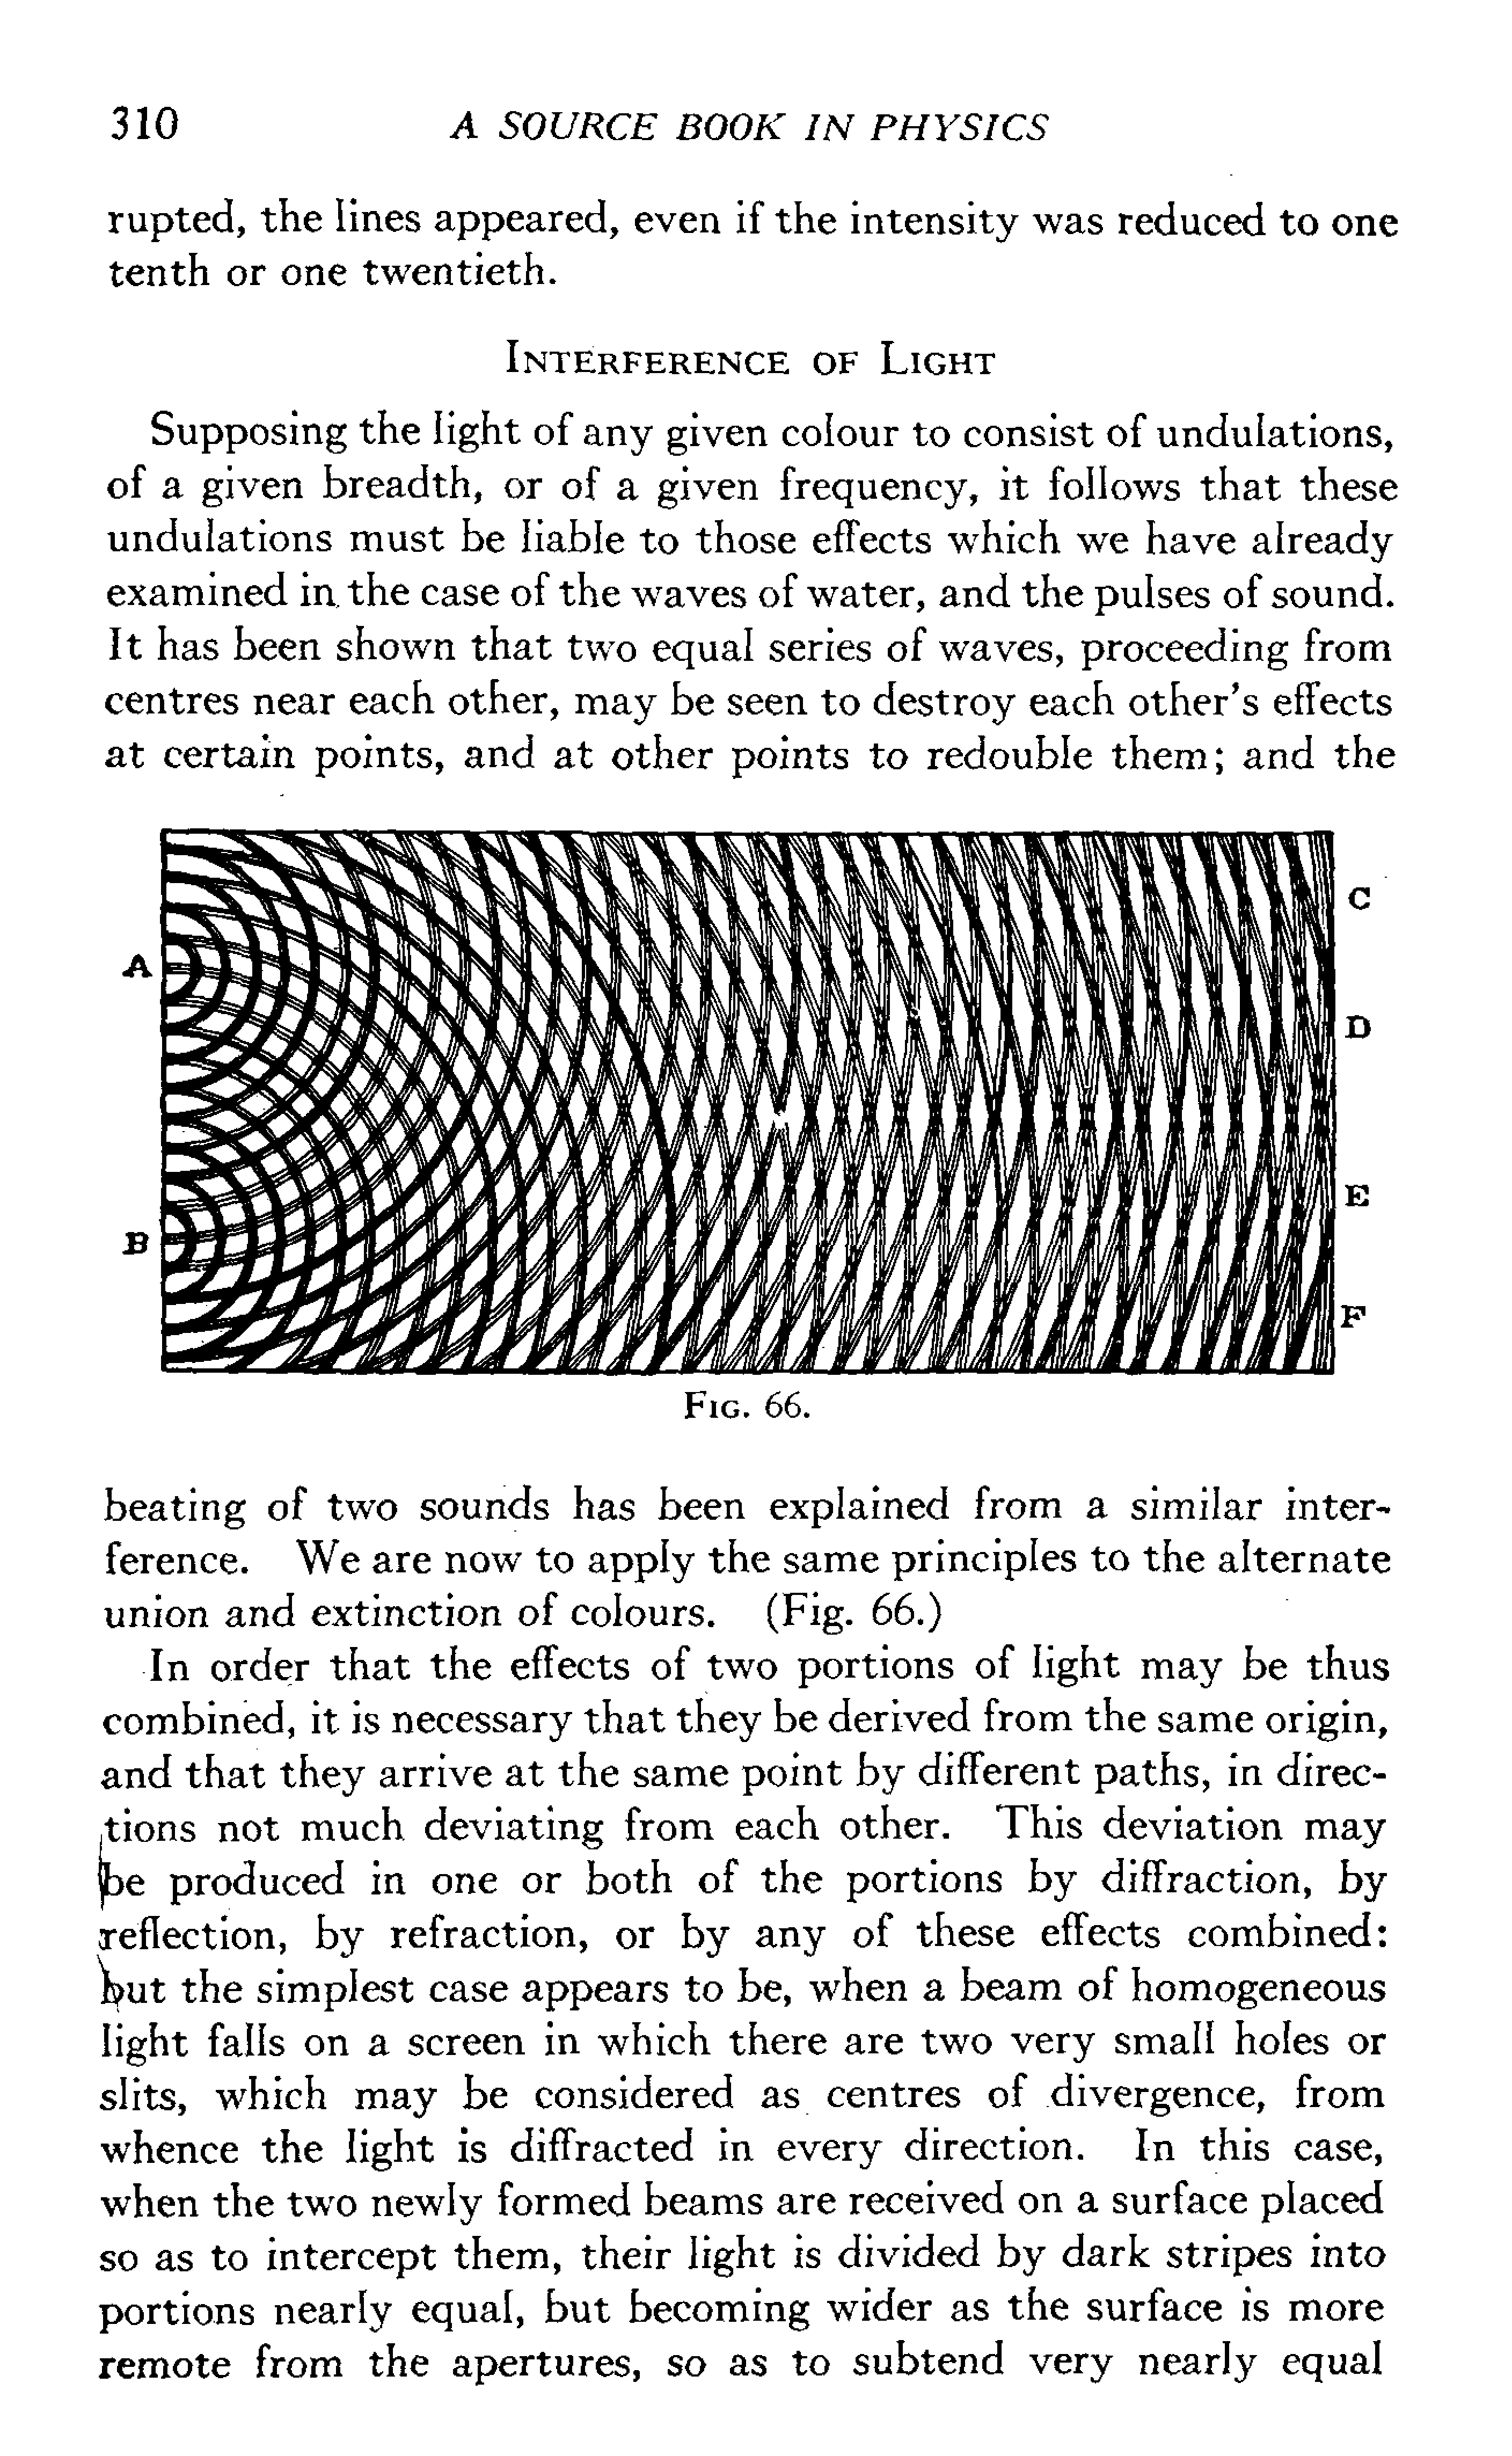 310 A SOURCE BOOK IN PHYSICS
rupted, the lines appeared, even if the intensity was reduced to one
tenth or one twentieth.
INTERFERENCE OF LIGHT
Supposing the light of any given colour to consist of undulations,
of a given breadth, or of a given frequency, it follows that these
undulations must be liable to those effects which we have already
examined in the case of the waves of water, and the pulses of sound.
It has been shown that two equal series of waves, proceeding from
centres near each other, may be seen to destroy each other's effects
at certain points, and at other points to redouble them; and the
A
B
C
D
E
F
FIG. 66.
beating of two sounds has been explained from a similar inter-
ference. We are now to apply the same principles to the alternate
union and extinction of colours. (Fig. 66.)
In order that the effects of two portions of light may be thus
combined, it is necessary that they be derived from the same origin,
and that they arrive at the same point by different paths, in direc-
tions not much deviating from each other. This deviation may
be produced in one or both of the portions by diffraction, by
reflection, by refraction, or by any of these effects combined:
but the simplest case appears to be, when a beam of homogeneous
light falls on a screen in which there are two very small holes or
slits, which may be considered as centres of divergence, from
whence the light is diffracted in every direction. In this case,
when the two newly formed beams are received on a surface placed
so as to intercept them, their light is divided by dark stripes into
portions nearly equal, but becoming wider as the surface is more
remote from the apertures, so as to subtend very nearly equal